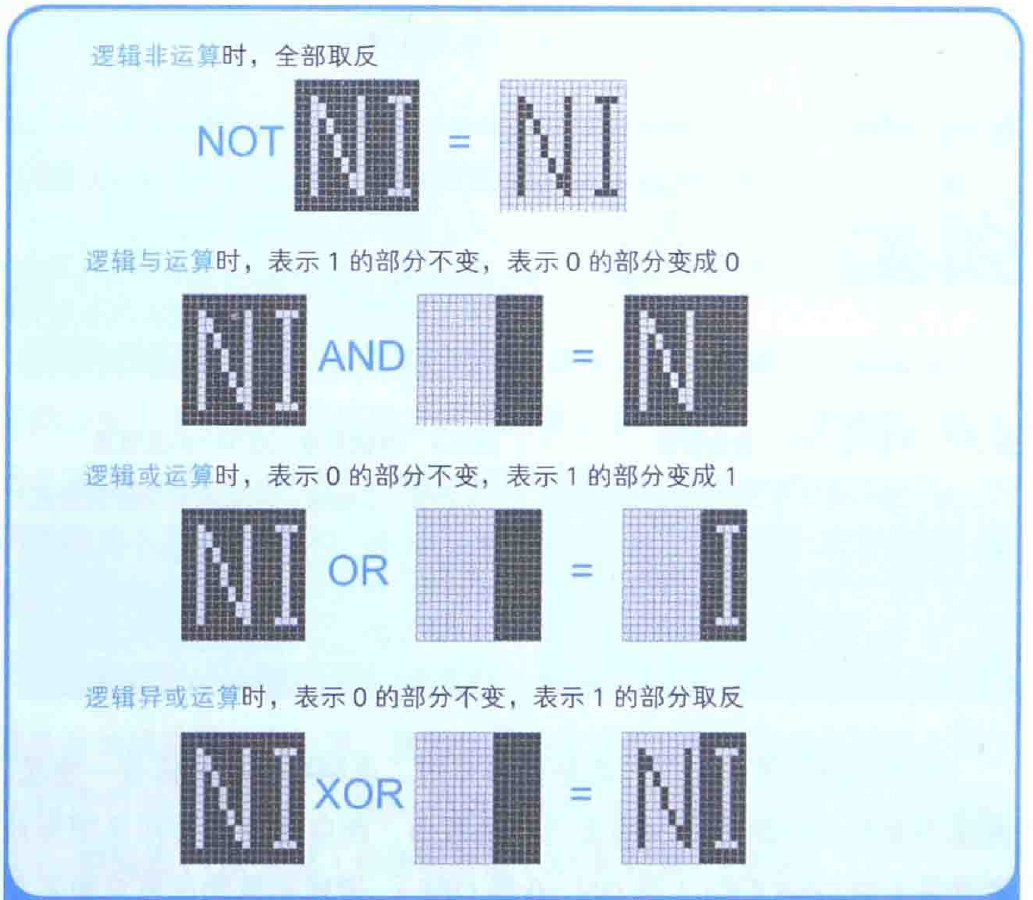 逻辑非运算时，全部取反
NOT NI = NI
逻辑与运算时，表示 1 的部分不变，表示 0 的部分变成 0
NI AND = N
逻辑或运算时，表示 0 的部分不变，表示 1 的部分变成 1
NI OR = I
逻辑异或运算时，表示 0 的部分不变，表示 1 的部分取反
NI XOR = NI